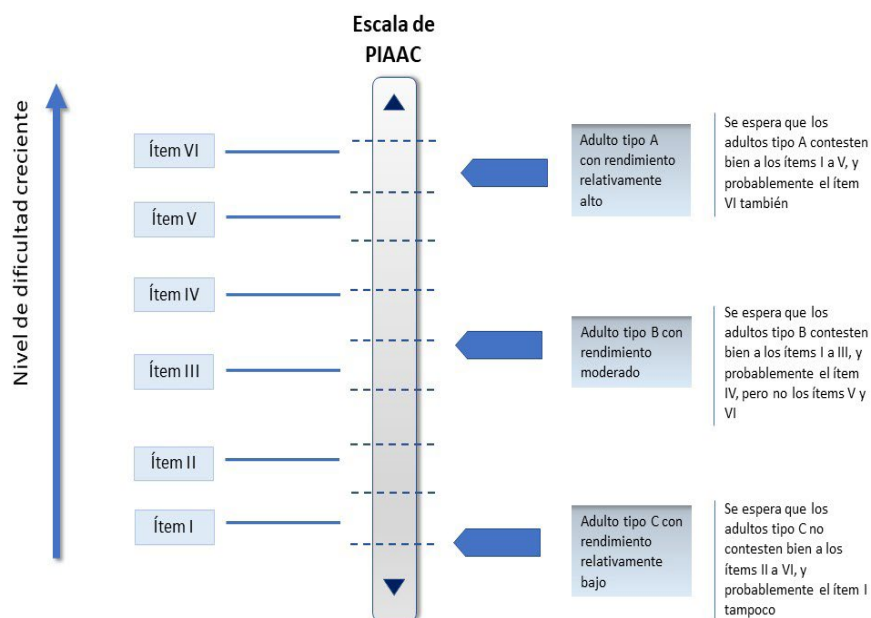 Escala de
PIAAC
Nivel de dificultad creciente
Ítem VI
Ítem V
Ítem IV
Ítem III
Ítem II
Ítem I
Adulto tipo A
con rendimiento
relativamente
alto
Se espera que los
adultos tipo A contesten
bien a los ítems I a V, y
probablemente el ítem
VI también
Adulto tipo B con
rendimiento
moderado
Se espera que los
adultos tipo B contesten
bien a los ítems I a III, y
probablemente el ítem
IV, pero no los ítems V y
VI
Adulto tipo C con
rendimiento
relativamente
bajo
Se espera que los
adultos tipo C no
contesten bien a los
ítems II a VI, y
probablemente el ítem I
tampoco